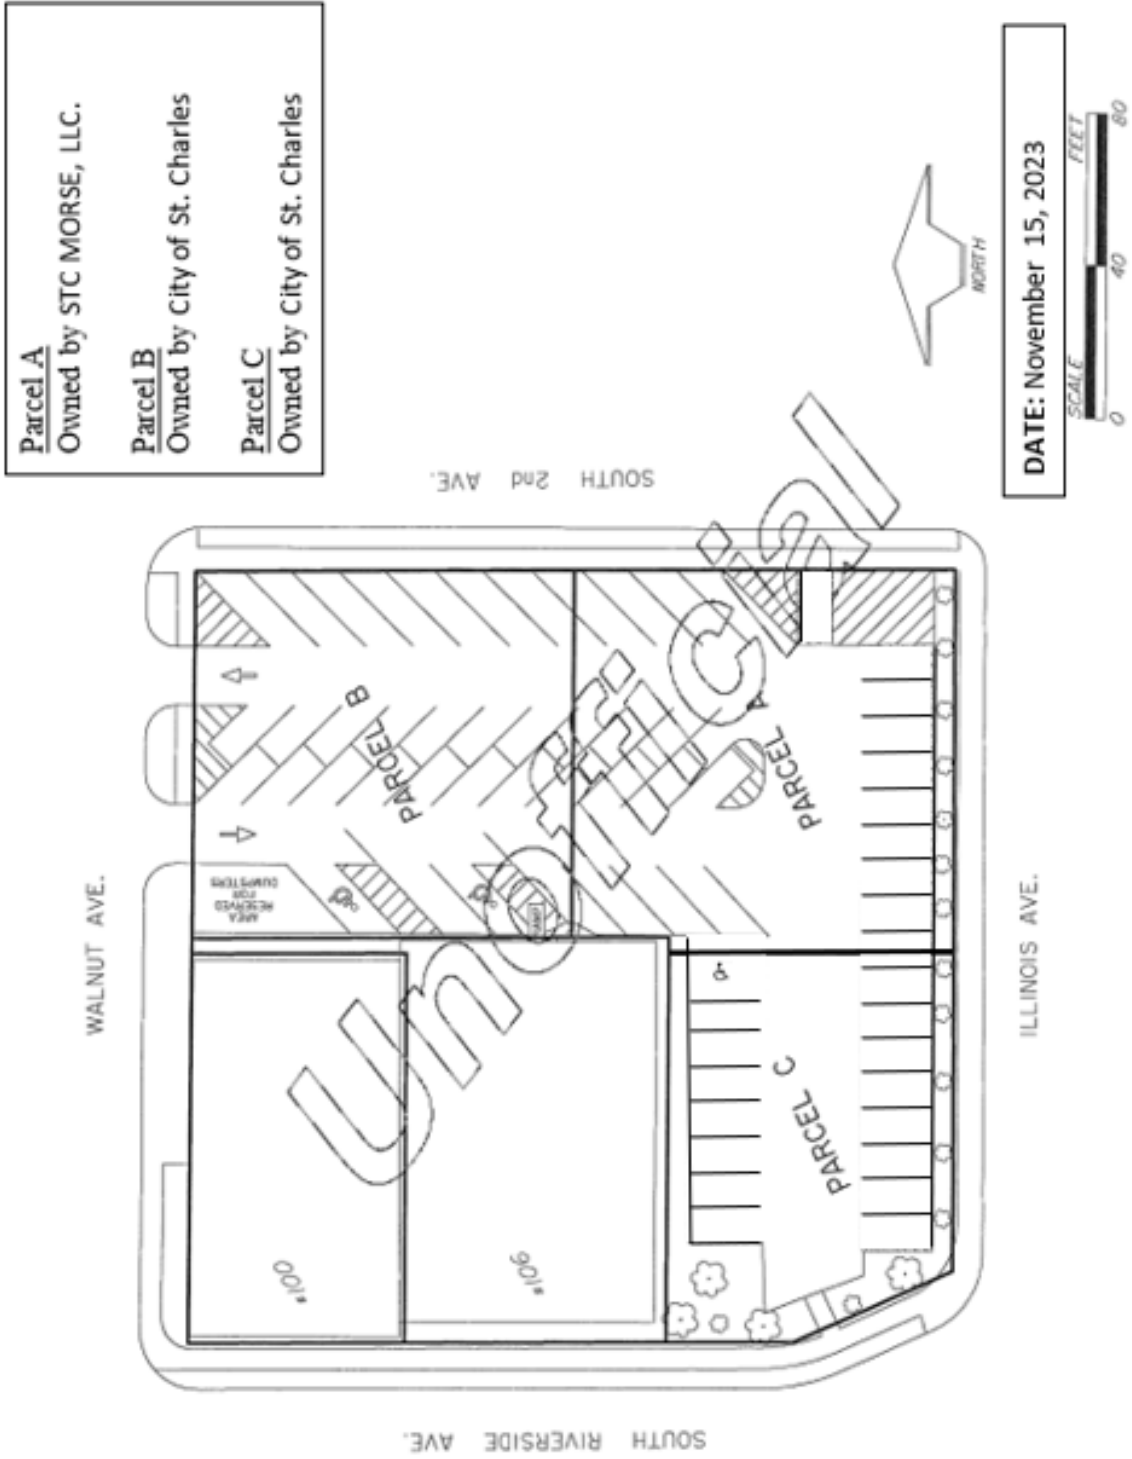 Parcel A
Owned by STC MORSE, LLC.
Parcel B
Owned by City of St. Charles
Parcel C
Owned by City of St. Charles
SOUTH 2nd AVE.
WALNUT AVE.
AREA
RESERVED
FOR
DUMPSTERS
PARCEL B
PARCEL A
PARCEL C
RAMP
#100
#106
ILLINOIS AVE.
SOUTH RIVERSIDE AVE.
NORTH
DATE: November 15, 2023
SCALE FEET
0 40 80
Unofficial